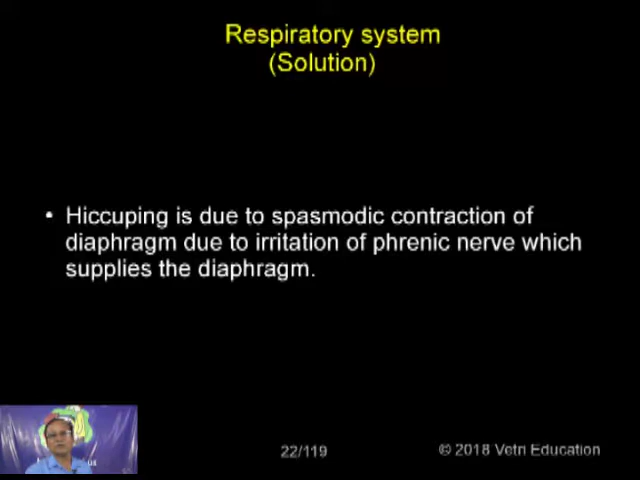 Respiratory system
(Solution)
• Hiccuping is due to spasmodic contraction of
diaphragm due to irritation of phrenic nerve which
supplies the diaphragm.
22/119
© 2018 Vetri Education